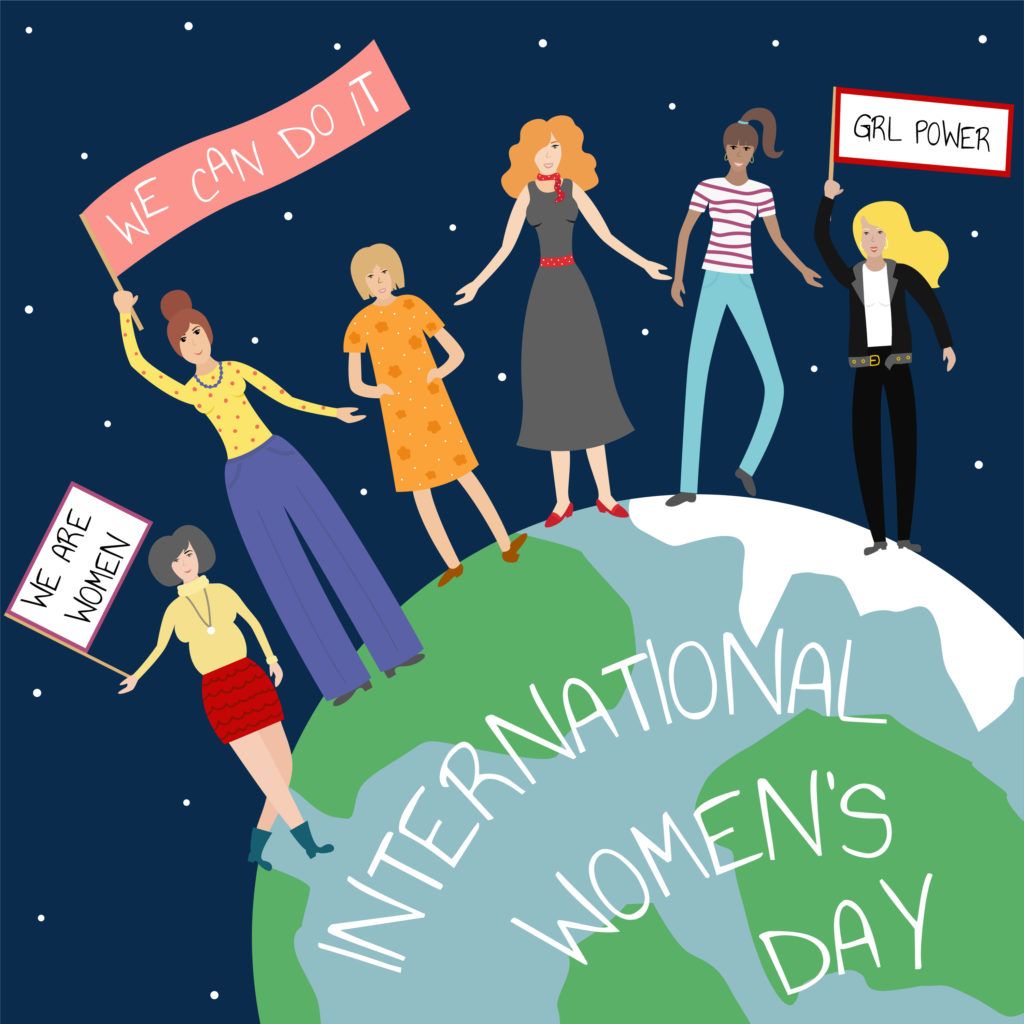 WE CAN DO IT
GRL POWER
WE ARE
WOMEN
INTERNATIONAL
WOMEN'S
DAY